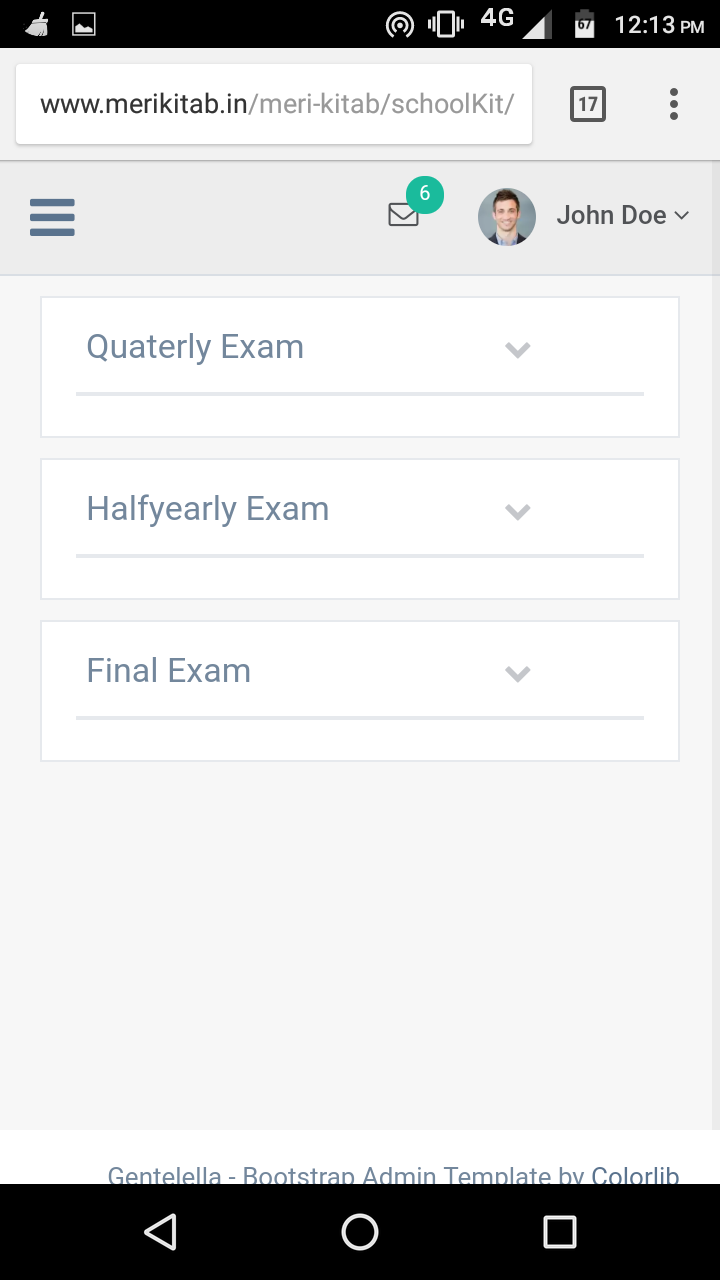 4G 67 12:13 PM
www.merikitab.in/meri-kitab/schoolKit/ 17
6 John Doe
Quaterly Exam
Halfyearly Exam
Final Exam
Gentelella - Bootstrap Admin Template by Colorlib